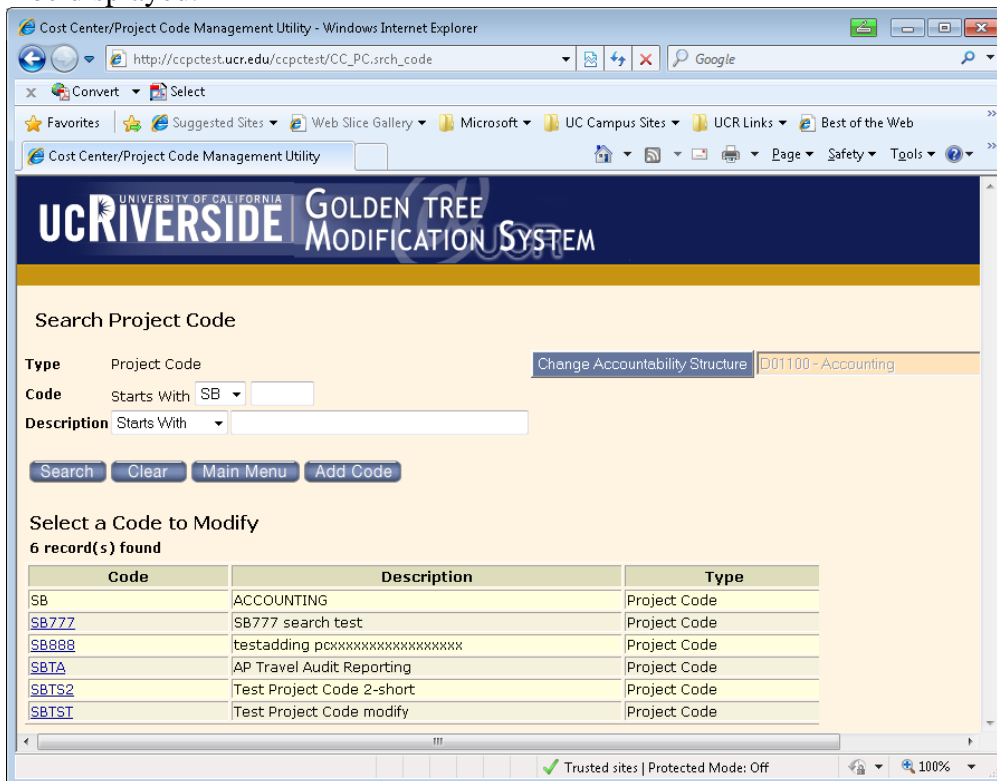 Cost Center/Project Code Management Utility - Windows Internet Explorer
http://ccpctest.ucr.edu/ccpctest/CC_PC.srch_code
Google
x Convert Select
Favorites Suggested Sites Web Slice Gallery Microsoft UC Campus Sites UCR Links Best of the Web »
Cost Center/Project Code Management Utility Page Safety Tools »
UNIVERSITY OF CALIFORNIA
UCRIVERSIDE
GOLDEN TREE
MODIFICATION SYSTEM
@UCR
Search Project Code
Type Project Code Change Accountability Structure D01100 - Accounting
Code Starts With SB
Description Starts With
Search Clear Main Menu Add Code
Select a Code to Modify
6 record(s) found
Code Description Type
SB ACCOUNTING Project Code
SB777 SB777 search test Project Code
SB888 testadding pcxxxxxxxxxxxxxxxxx Project Code
SBTA AP Travel Audit Reporting Project Code
SBTS2 Test Project Code 2-short Project Code
SBTST Test Project Code modify Project Code
Trusted sites | Protected Mode: Off 100%